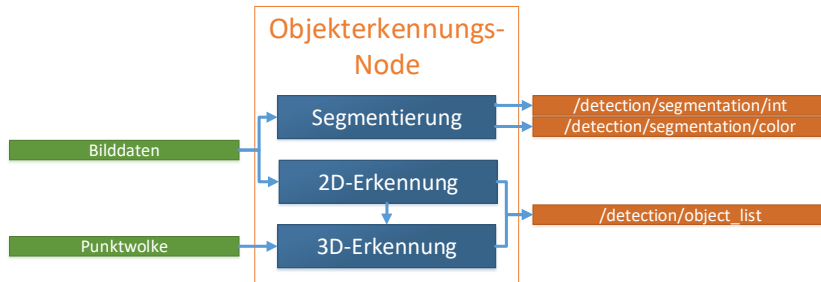 Objekterkennungs-
Node
Segmentierung
/detection/segmentation/int
/detection/segmentation/color
Bilddaten
2D-Erkennung
/detection/object_list
3D-Erkennung
Punktwolke